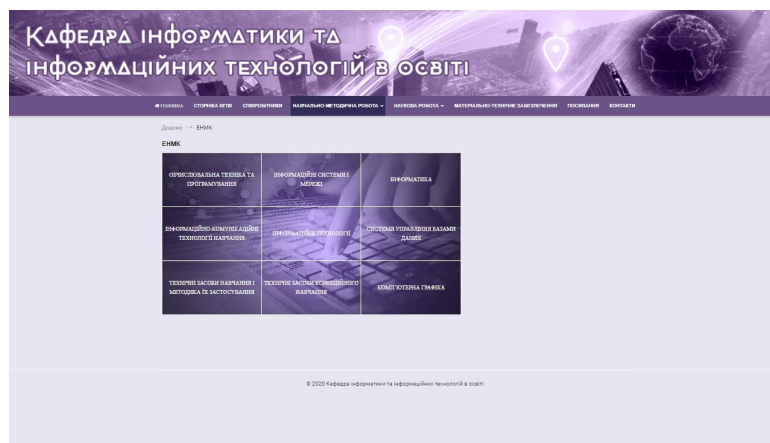 Кафедра інформатики та
інформаційних технологій в освіті
ГОЛОВНА СТОРІНКА БГПК СПІВРОБІТНИКИ НАВЧАЛЬНО-МЕТОДИЧНА РОБОТА НАУКОВА РОБОТА МАТЕРІАЛЬНО-ТЕХНІЧНЕ ЗАБЕЗПЕЧЕННЯ ПОСИЛАННЯ КОНТАКТИ
Додому → ЕНМК
ЕНМК
ОБЧИСЛЮВАЛЬНА ТЕХНІКА ТА
ПРОГРАМУВАННЯ
ІНФОРМАЦІЙНІ СИСТЕМИ І
МЕРЕЖІ
ІНФОРМАТИКА
ІНФОРМАЦІЙНО-КОМУНІКАЦІЙНІ
ТЕХНОЛОГІЇ НАВЧАННЯ
ІНФОРМАЦІЙНІ ТЕХНОЛОГІЇ
СИСТЕМИ УПРАВЛІННЯ БАЗАМИ
ДАНИХ
ТЕХНІЧНІ ЗАСОБИ НАВЧАННЯ І
МЕТОДИКА ЇХ ЗАСТОСУВАННЯ
ТЕХНІЧНІ ЗАСОБИ КОРЕКЦІЙНОГО
НАВЧАННЯ
КОМП'ЮТЕРНА ГРАФІКА
© 2020 Кафедра інформатики та інформаційних технологій в освіті